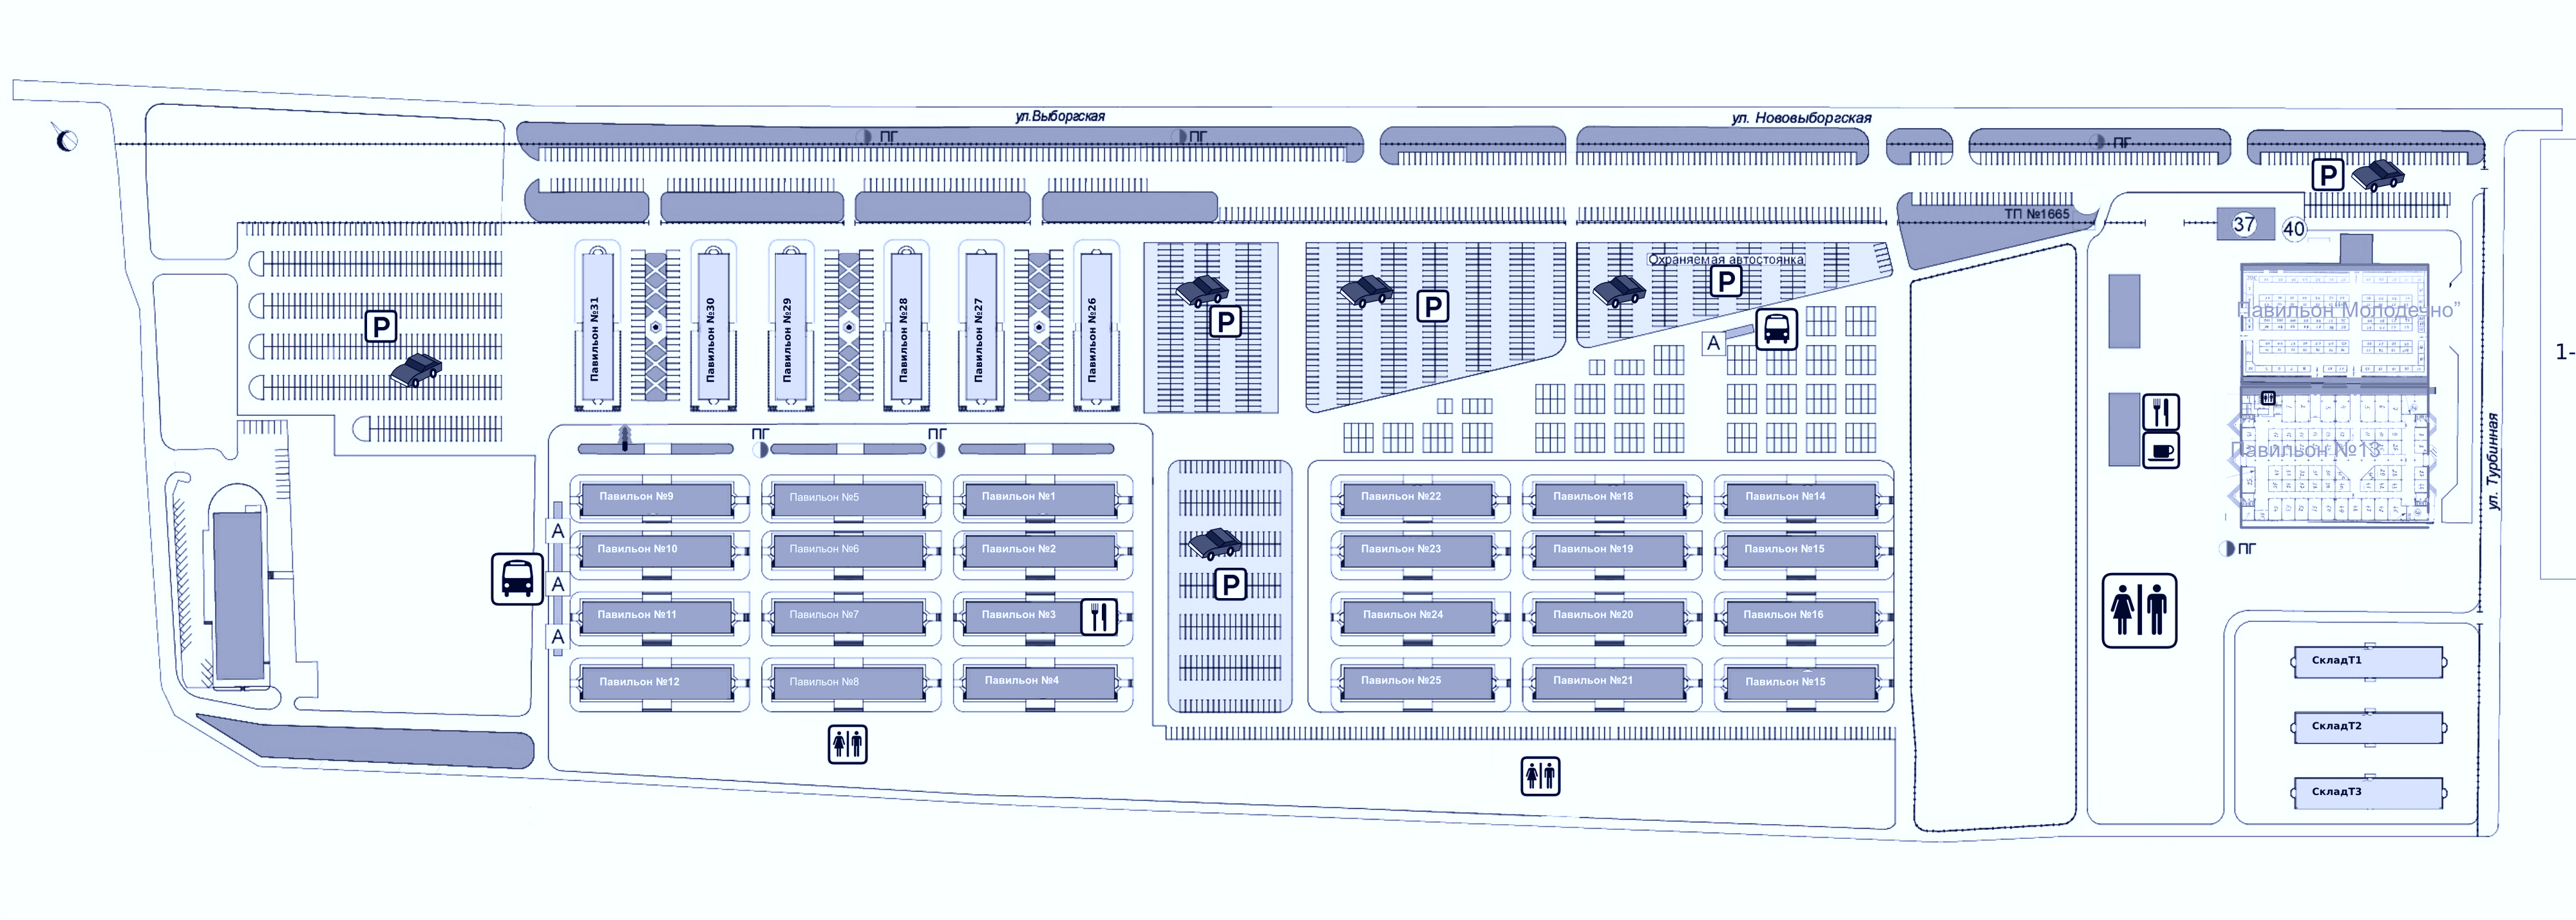 ул.Выборгская
ул. Нововыборгская
ПГ
ПГ
ПГ
P
ТП №1665
37
40
Охраняемая автостоянка
P
P
P
P
A
Павильон №31
Павильон №30
Павильон №29
Павильон №28
Павильон №27
Павильон №26
Павильон “Молодечно”
1-
ПГ
ПГ
Павильон №13
ул. Турбинная
Павильон №9
Павильон №5
Павильон №1
Павильон №22
Павильон №18
Павильон №14
A
Павильон №10
Павильон №6
Павильон №2
Павильон №23
Павильон №19
Павильон №15
ПГ
A
P
Павильон №11
Павильон №7
Павильон №3
Павильон №24
Павильон №20
Павильон №16
A
Павильон №12
Павильон №8
Павильон №4
Павильон №25
Павильон №21
Павильон №15
СкладТ1
СкладТ2
СкладТ3